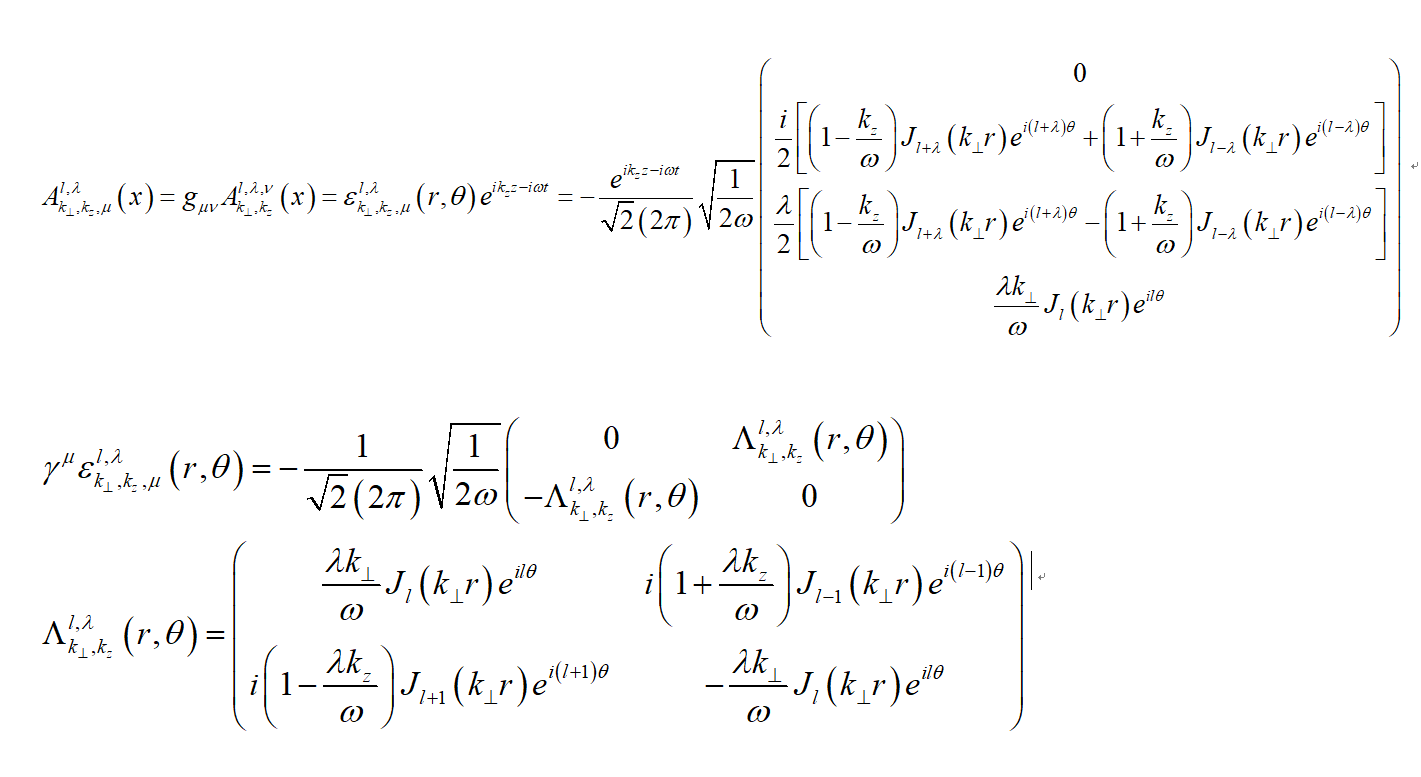 $A_{k_\perp,k_z,\mu}^{l,\lambda}(x)=g_{\mu\nu}A_{k_\perp,k_z}^{l,\lambda,\nu}(x)=\varepsilon_{k_\perp,k_z,\mu}^{l,\lambda}(r,\theta)e^{ik_z z-i\omega t}=-\frac{e^{ik_z z-i\omega t}}{\sqrt{2}(2\pi)}\sqrt{\frac{1}{2\omega}}\begin{pmatrix}0\\ \frac{i}{2}\left[\left(1-\frac{k_z}{\omega}\right)J_{l+\lambda}(k_\perp r)e^{i(l+\lambda)\theta}+\left(1+\frac{k_z}{\omega}\right)J_{l-\lambda}(k_\perp r)e^{i(l-\lambda)\theta}\right]\\ \frac{\lambda}{2}\left[\left(1-\frac{k_z}{\omega}\right)J_{l+\lambda}(k_\perp r)e^{i(l+\lambda)\theta}-\left(1+\frac{k_z}{\omega}\right)J_{l-\lambda}(k_\perp r)e^{i(l-\lambda)\theta}\right]\\ \frac{\lambda k_\perp}{\omega}J_l(k_\perp r)e^{il\theta}\end{pmatrix}$
$\gamma^\mu\varepsilon_{k_\perp,k_z,\mu}^{l,\lambda}(r,\theta)=-\frac{1}{\sqrt{2}(2\pi)}\sqrt{\frac{1}{2\omega}}\begin{pmatrix}0&\Lambda_{k_\perp,k_z}^{l,\lambda}(r,\theta)\\-\Lambda_{k_\perp,k_z}^{l,\lambda}(r,\theta)&0\end{pmatrix}$
$\Lambda_{k_\perp,k_z}^{l,\lambda}(r,\theta)=\begin{pmatrix}\frac{\lambda k_\perp}{\omega}J_l(k_\perp r)e^{il\theta}&i\left(1+\frac{\lambda k_z}{\omega}\right)J_{l-1}(k_\perp r)e^{i(l-1)\theta}\\i\left(1-\frac{\lambda k_z}{\omega}\right)J_{l+1}(k_\perp r)e^{i(l+1)\theta}&-\frac{\lambda k_\perp}{\omega}J_l(k_\perp r)e^{il\theta}\end{pmatrix}$